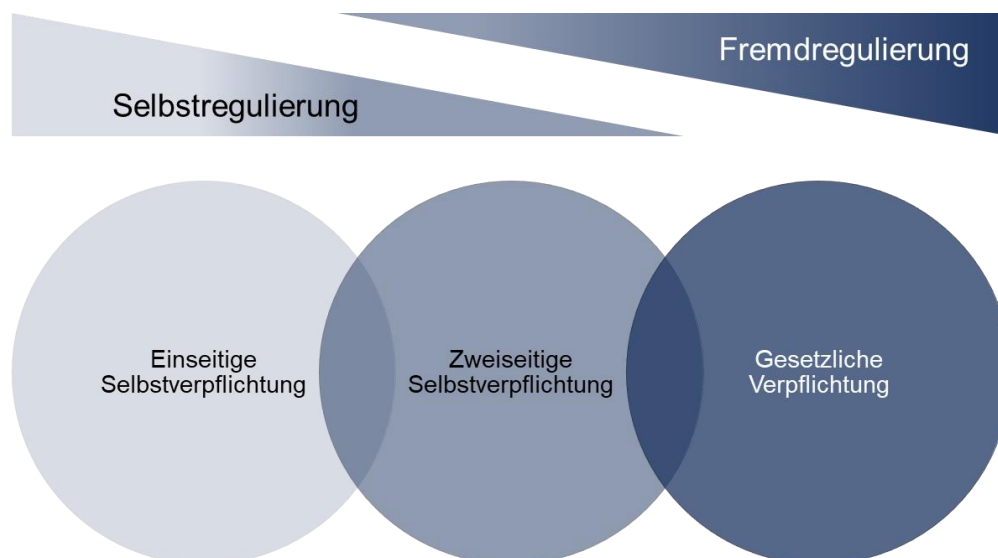 Fremdregulierung
Selbstregulierung
Einseitige
Selbstverpflichtung
Zweiseitige
Selbstverpflichtung
Gesetzliche
Verpflichtung